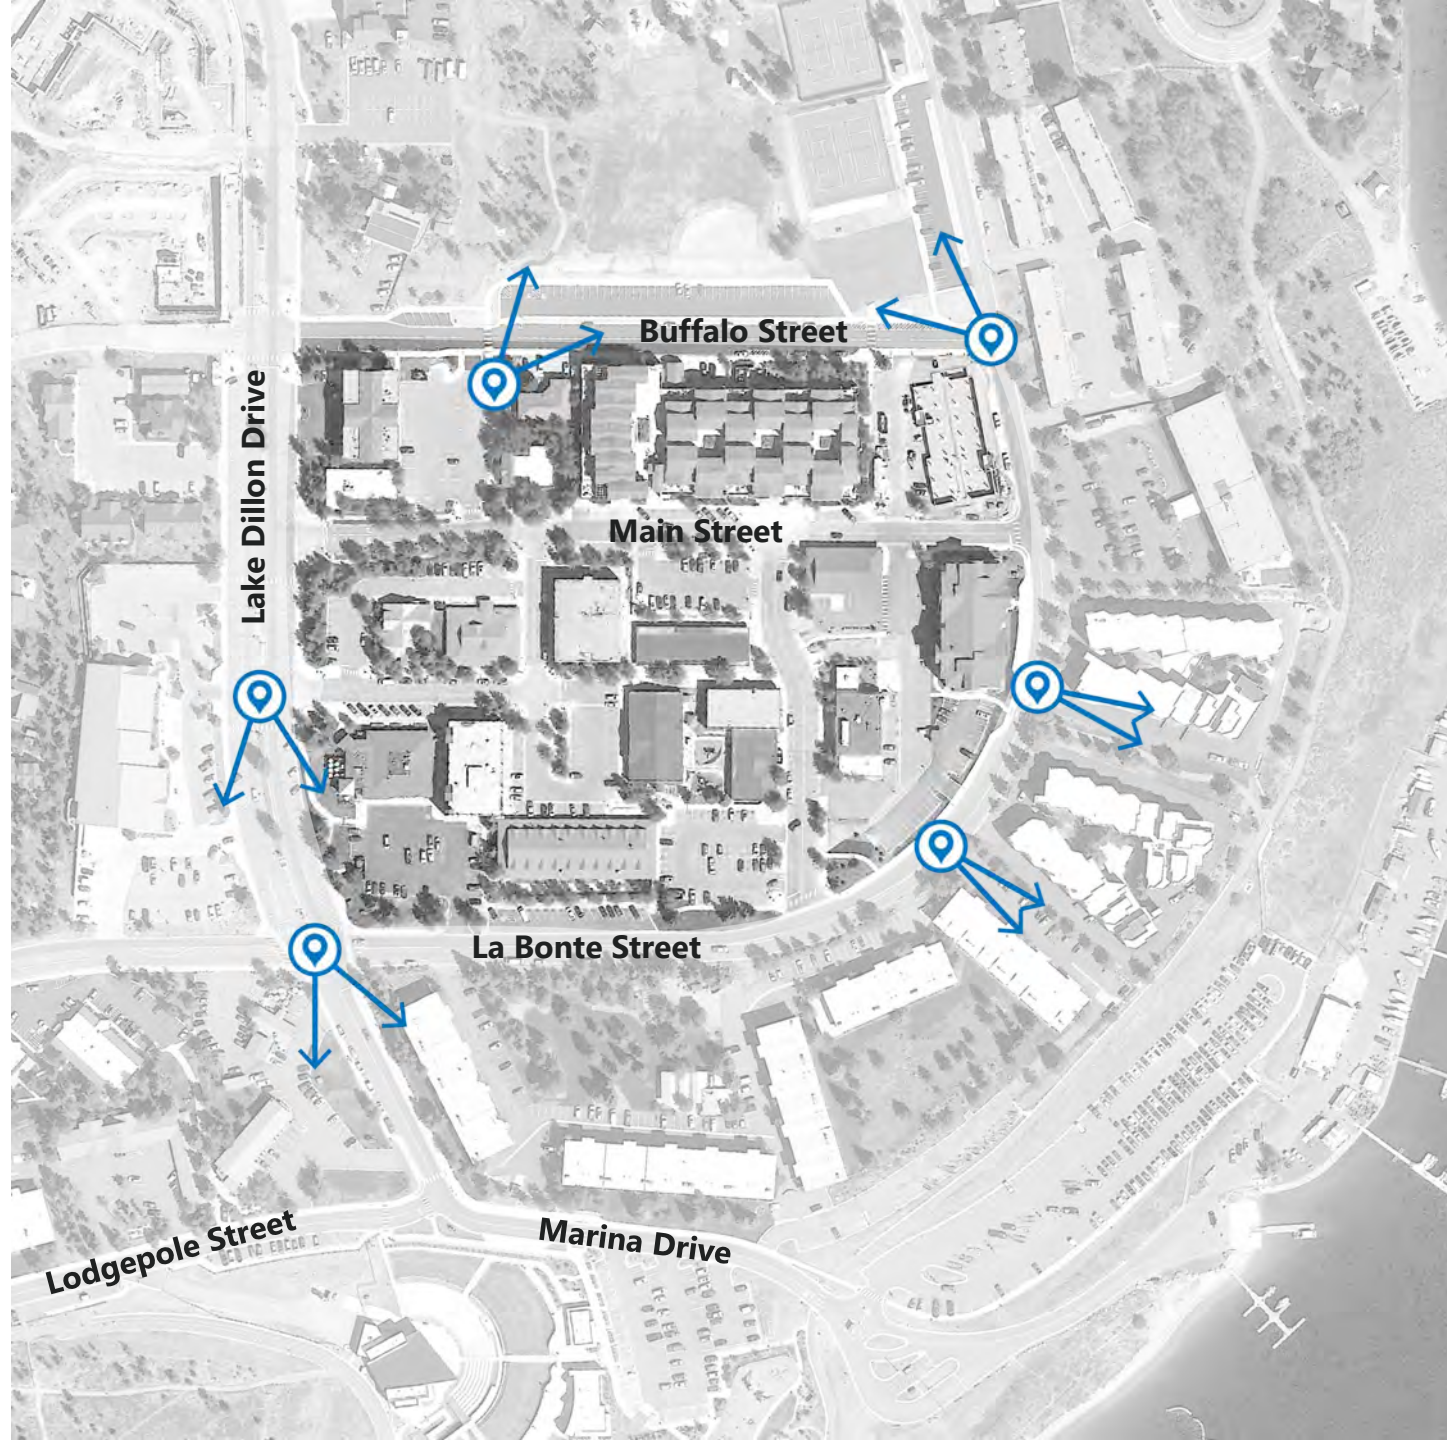 Buffalo Street
Lake Dillon Drive
Main Street
La Bonte Street
Lodgepole Street
Marina Drive